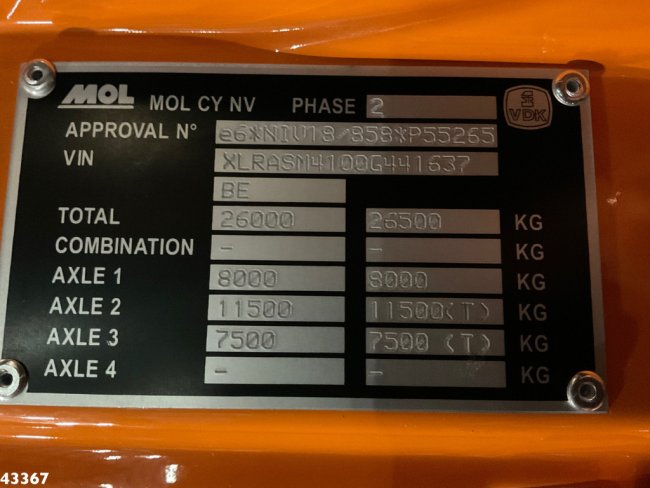 MOL MOL CY NV PHASE 2 VDK
APPROVAL N° e6*NIV18/858*P55265
VIN XLRASM4100G441637
BE
TOTAL 26000 26500 KG
COMBINATION - - KG
AXLE 1 8000 8000 KG
AXLE 2 11500 11500(T) KG
AXLE 3 7500 7500 (T) KG
AXLE 4 - - KG
43367